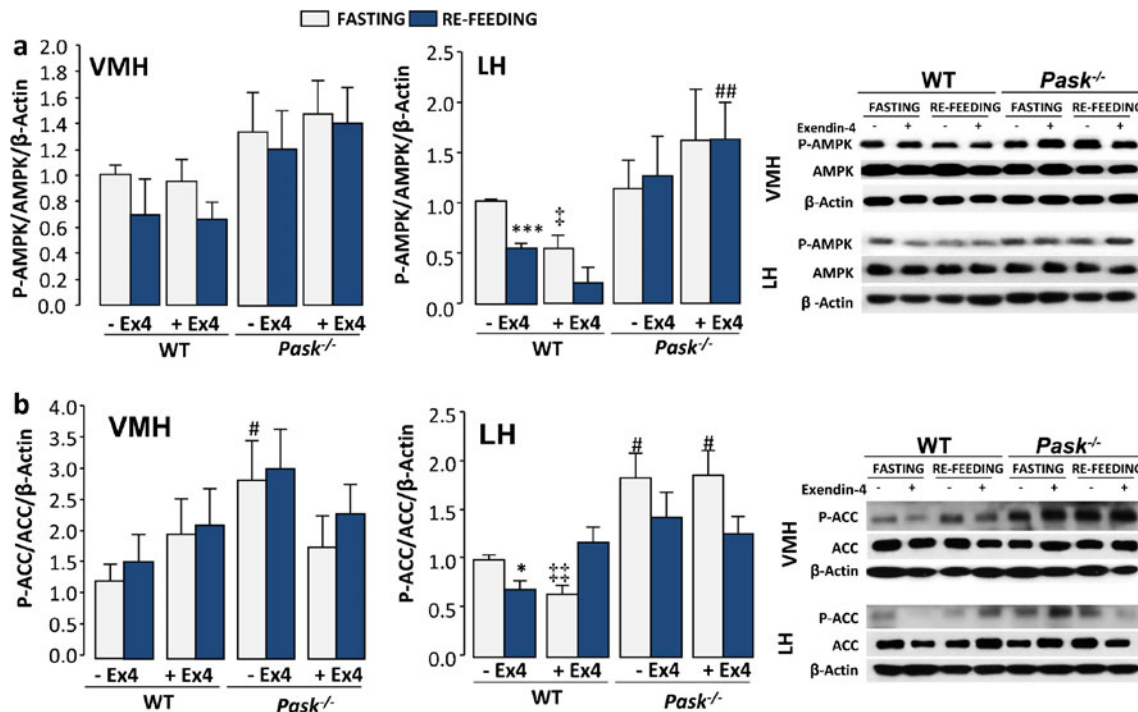 FASTING RE-FEEDING
a
P-AMPK/AMPK/β-Actin
2.0
1.8
1.6
1.4
1.2
1.0
0.8
0.6
0.4
0.2
0.0
VMH
- Ex4 + Ex4 - Ex4 + Ex4
WT Pask-/-
P-AMPK/AMPK/β-Actin
2.5
2.0
1.5
1.0
0.5
0.0
LH
*** ‡ ##
- Ex4 + Ex4 - Ex4 + Ex4
WT Pask-/-
WT Pask-/-
FASTING RE-FEEDING FASTING RE-FEEDING
Exendin-4 - + - + - + - +
VMH
P-AMPK
AMPK
β-Actin
LH
P-AMPK
AMPK
β -Actin
b
P-ACC/ACC/β-Actin
4.0
3.5
3.0
2.5
2.0
1.5
1.0
0.5
0.0
VMH
#
- Ex4 + Ex4 - Ex4 + Ex4
WT Pask-/-
P-ACC/ACC/β-Actin
2.5
2.0
1.5
1.0
0.5
0.0
LH
* ‡‡ # #
- Ex4 + Ex4 - Ex4 + Ex4
WT Pask-/-
WT Pask-/-
FASTING RE-FEEDING FASTING RE-FEEDING
Exendin-4 - + - + - + - +
VMH
P-ACC
ACC
β-Actin
LH
P-ACC
ACC
β-Actin